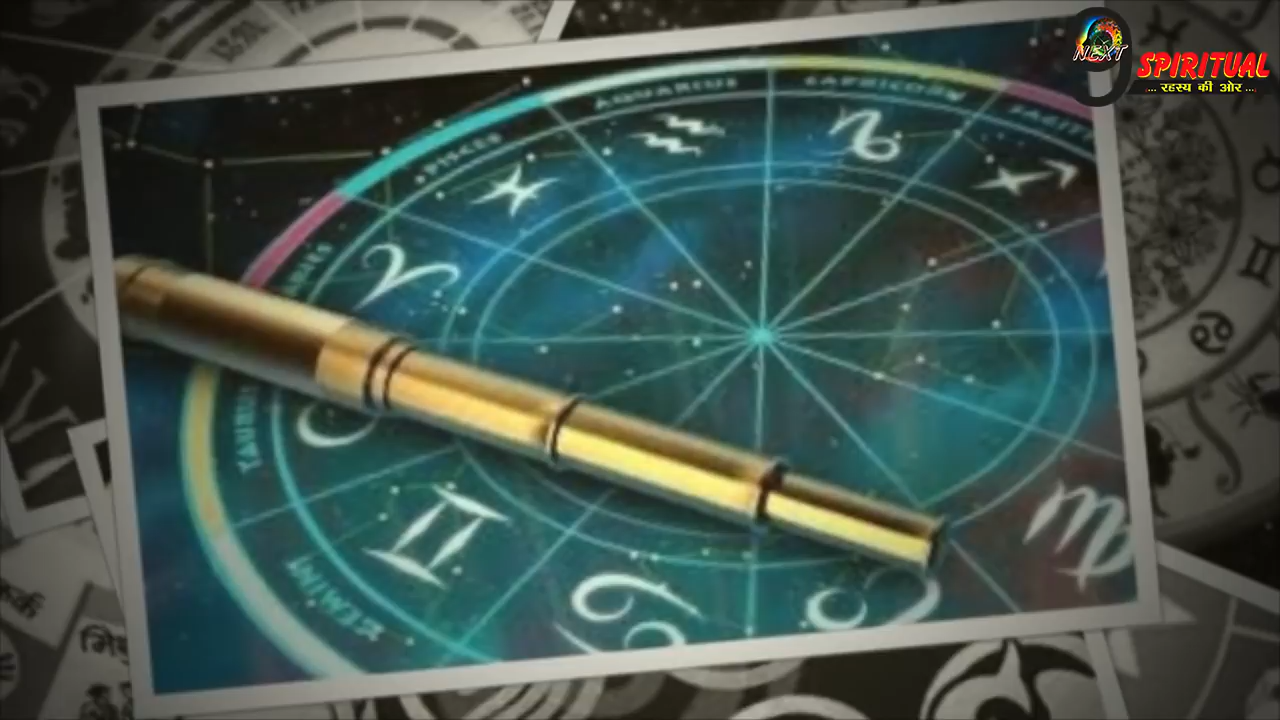 NEXT
SPIRITUAL
... रहस्य की ओर ...
AQUARIUS
CAPRICORN
PISCES
ARIES
TAURUS
GEMINI